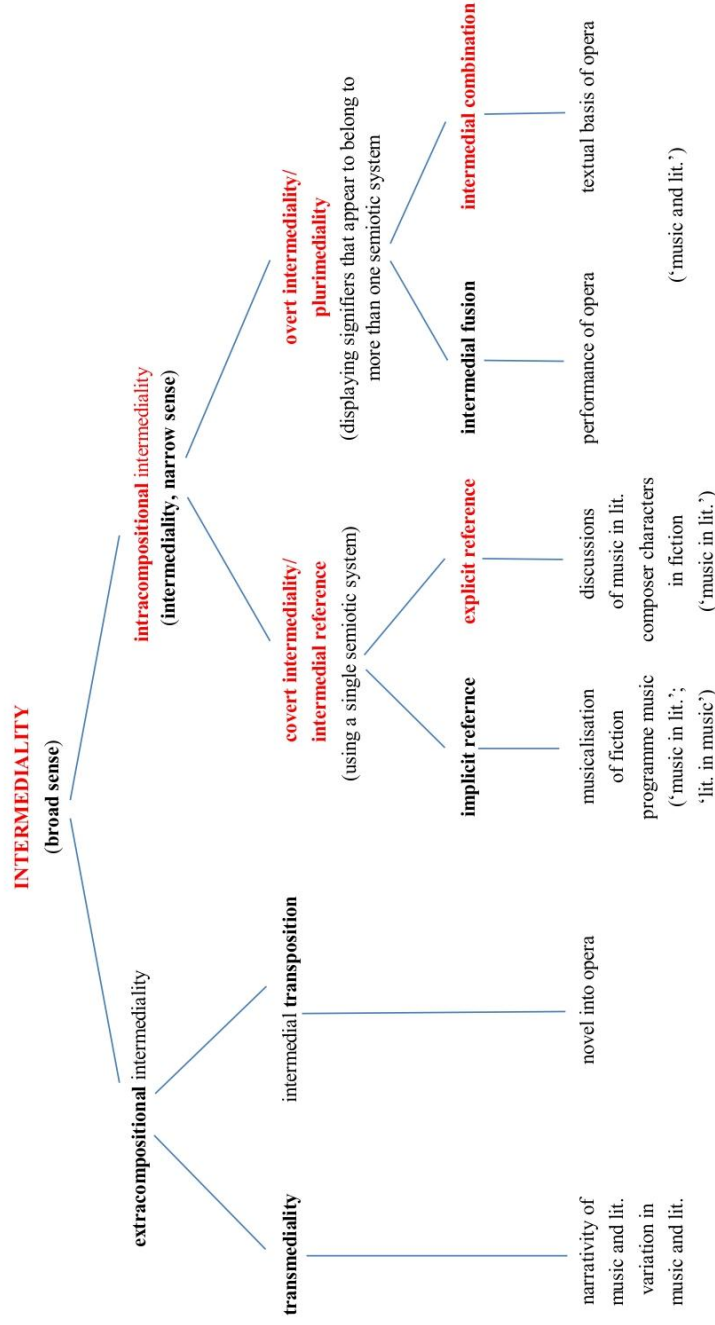 INTERMEDIALITY
(broad sense)
extracompositional intermediality
intracompositional intermediality
(intermediality, narrow sense)
transmediality
intermedial transposition
covert intermediality/
intermedial reference
(using a single semiotic system)
overt intermediality/
plurimediality
(displaying signifiers that appear to belong to
more than one semiotic system
implicit refernce
explicit reference
intermedial fusion
intermedial combination
narrativity of
music and lit.
variation in
music and lit.
novel into opera
musicalisation
of fiction
programme music
(‘music in lit.’;
‘lit. in music’)
discussions
of music in lit.
composer characters
in fiction
(‘music in lit.’)
performance of opera
textual basis of opera
(‘music and lit.’)